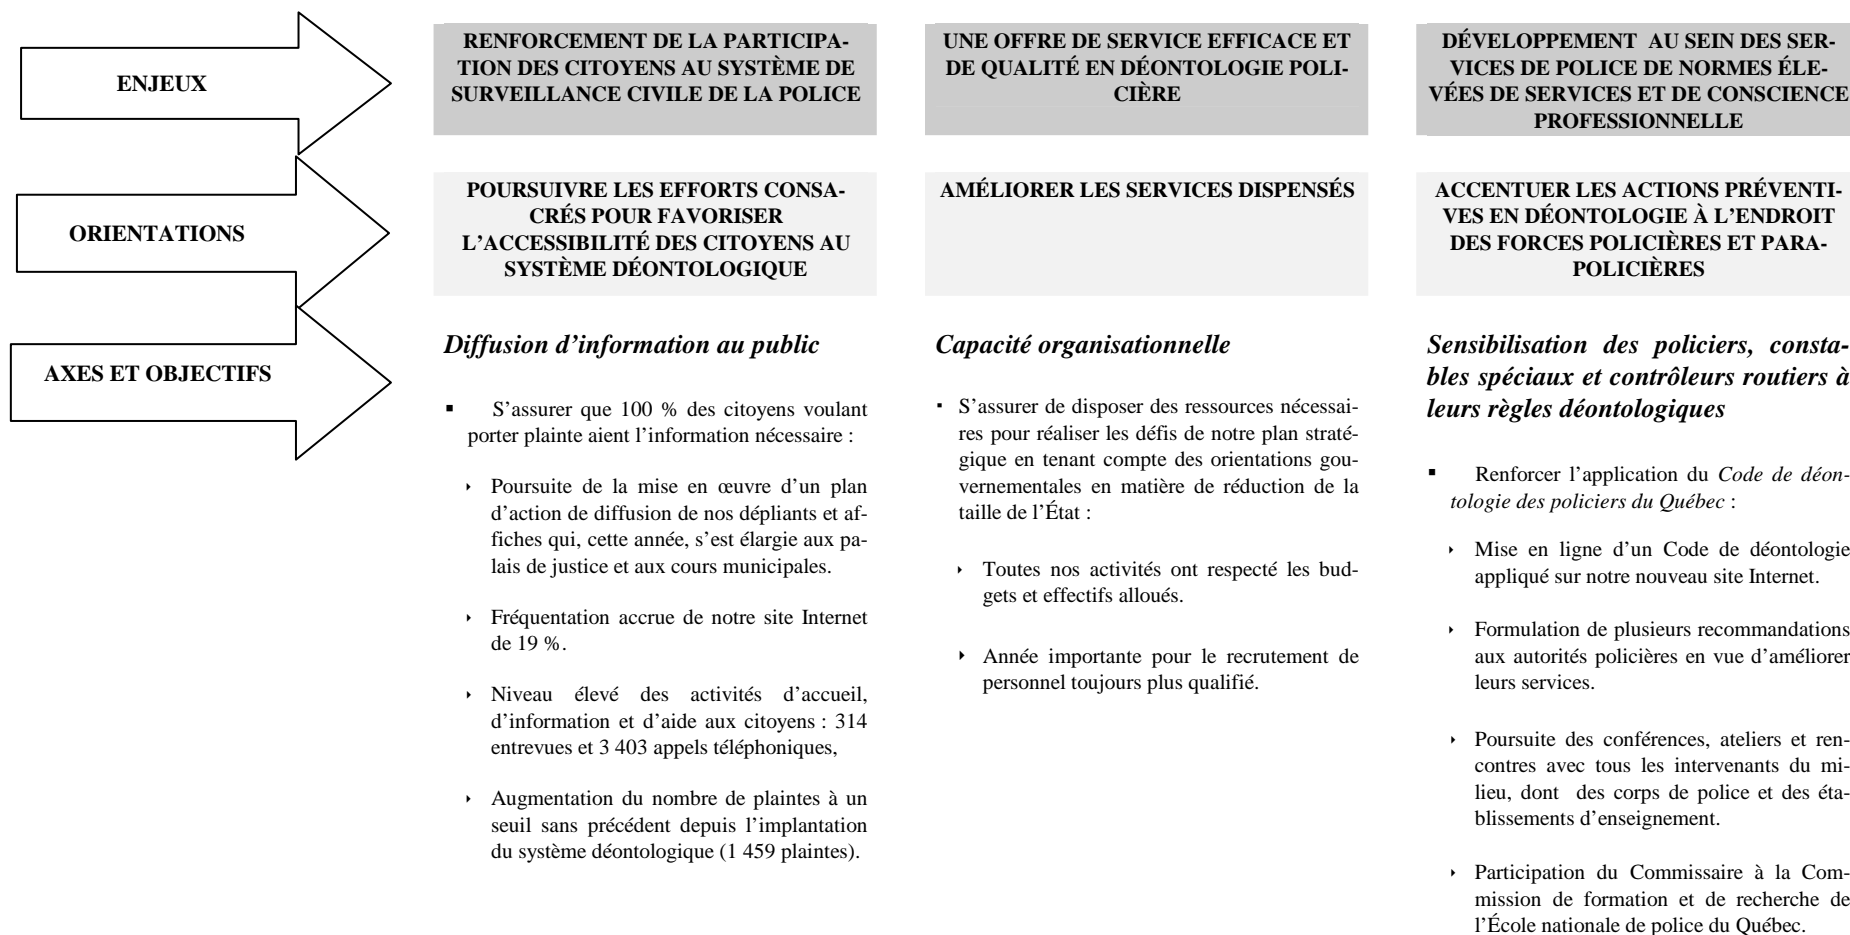 ENJEUX
RENFORCEMENT DE LA PARTICIPA-
TION DES CITOYENS AU SYSTÈME DE
SURVEILLANCE CIVILE DE LA POLICE
UNE OFFRE DE SERVICE EFFICACE ET
DE QUALITÉ EN DÉONTOLOGIE POLI-
CIÈRE
DÉVELOPPEMENT AU SEIN DES SER-
VICES DE POLICE DE NORMES ÉLE-
VÉES DE SERVICES ET DE CONSCIENCE
PROFESSIONNELLE
ORIENTATIONS
POURSUIVRE LES EFFORTS CONSA-
CRÉS POUR FAVORISER
L’ACCESSIBILITÉ DES CITOYENS AU
SYSTÈME DÉONTOLOGIQUE
AMÉLIORER LES SERVICES DISPENSÉS
ACCENTUER LES ACTIONS PRÉVENTI-
VES EN DÉONTOLOGIE À L’ENDROIT
DES FORCES POLICIÈRES ET PARA-
POLICIÈRES
AXES ET OBJECTIFS
Diffusion d’information au public
▪ S’assurer que 100 % des citoyens voulant
porter plainte aient l’information nécessaire :
‣ Poursuite de la mise en œuvre d’un plan
d’action de diffusion de nos dépliants et af-
fiches qui, cette année, s’est élargie aux pa-
lais de justice et aux cours municipales.
‣ Fréquentation accrue de notre site Internet
de 19 %.
‣ Niveau élevé des activités d’accueil,
d’information et d’aide aux citoyens : 314
entrevues et 3 403 appels téléphoniques,
‣ Augmentation du nombre de plaintes à un
seuil sans précédent depuis l’implantation
du système déontologique (1 459 plaintes).
Capacité organisationnelle
▪ S’assurer de disposer des ressources nécessai-
res pour réaliser les défis de notre plan straté-
gique en tenant compte des orientations gou-
vernementales en matière de réduction de la
taille de l’État :
‣ Toutes nos activités ont respecté les bud-
gets et effectifs alloués.
‣ Année importante pour le recrutement de
personnel toujours plus qualifié.
Sensibilisation des policiers, consta-
bles spéciaux et contrôleurs routiers à
leurs règles déontologiques
▪ Renforcer l’application du Code de déon-
tologie des policiers du Québec :
‣ Mise en ligne d’un Code de déontologie
appliqué sur notre nouveau site Internet.
‣ Formulation de plusieurs recommandations
aux autorités policières en vue d’améliorer
leurs services.
‣ Poursuite des conférences, ateliers et ren-
contres avec tous les intervenants du mi-
lieu, dont des corps de police et des éta-
blissements d’enseignement.
‣ Participation du Commissaire à la Com-
mission de formation et de recherche de
l’École nationale de police du Québec.